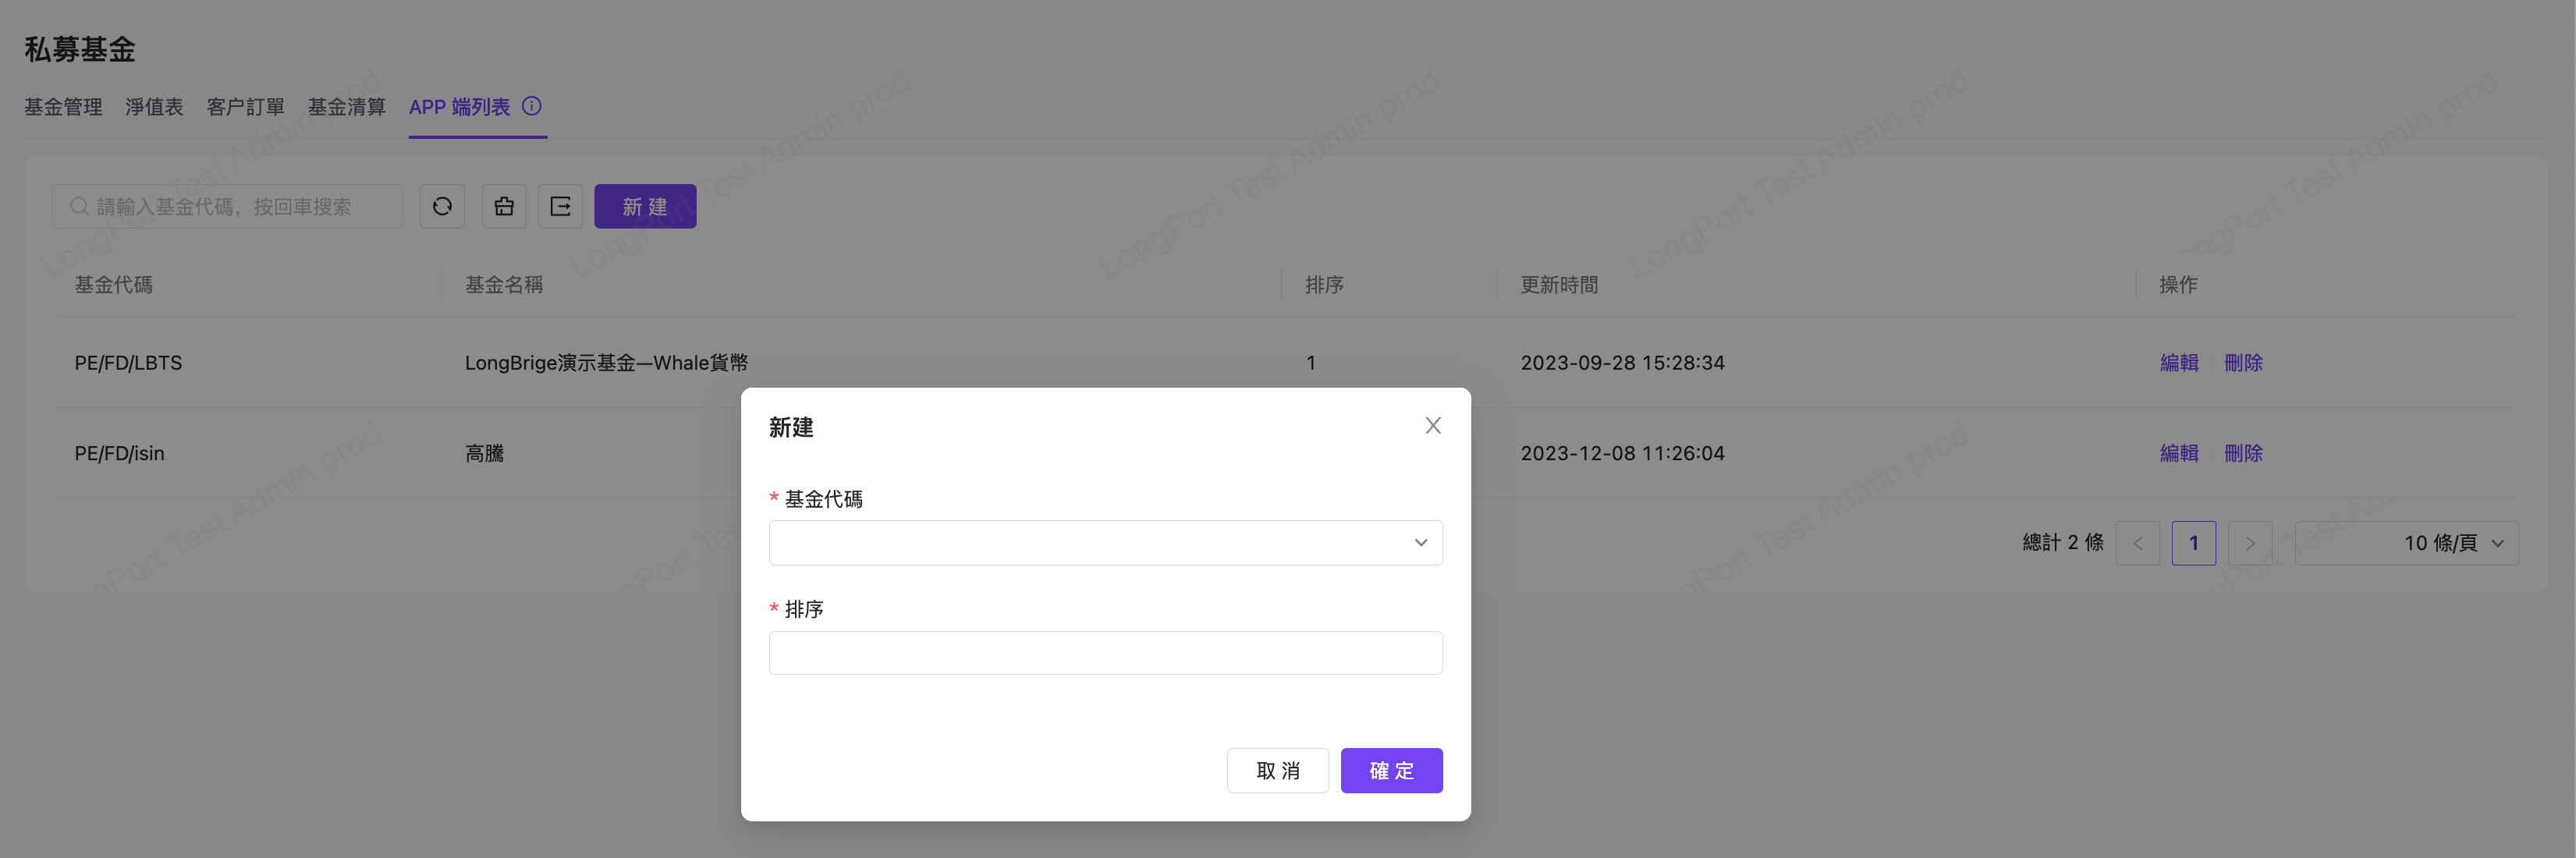 私募基金
基金管理 淨值表 客户訂單 基金清算 APP 端列表
請輸入基金代碼，按回車搜索 新 建
基金代碼 基金名稱 排序 更新時間 操作
PE/FD/LBTS LongBrige演示基金—Whale貨幣 1 2023-09-28 15:28:34 編輯 刪除
PE/FD/isin 高騰 2023-12-08 11:26:04 編輯 刪除
總計 2 條 1 10 條/頁
新建
* 基金代碼
* 排序
取 消 確 定
LongPort Test Admin prod